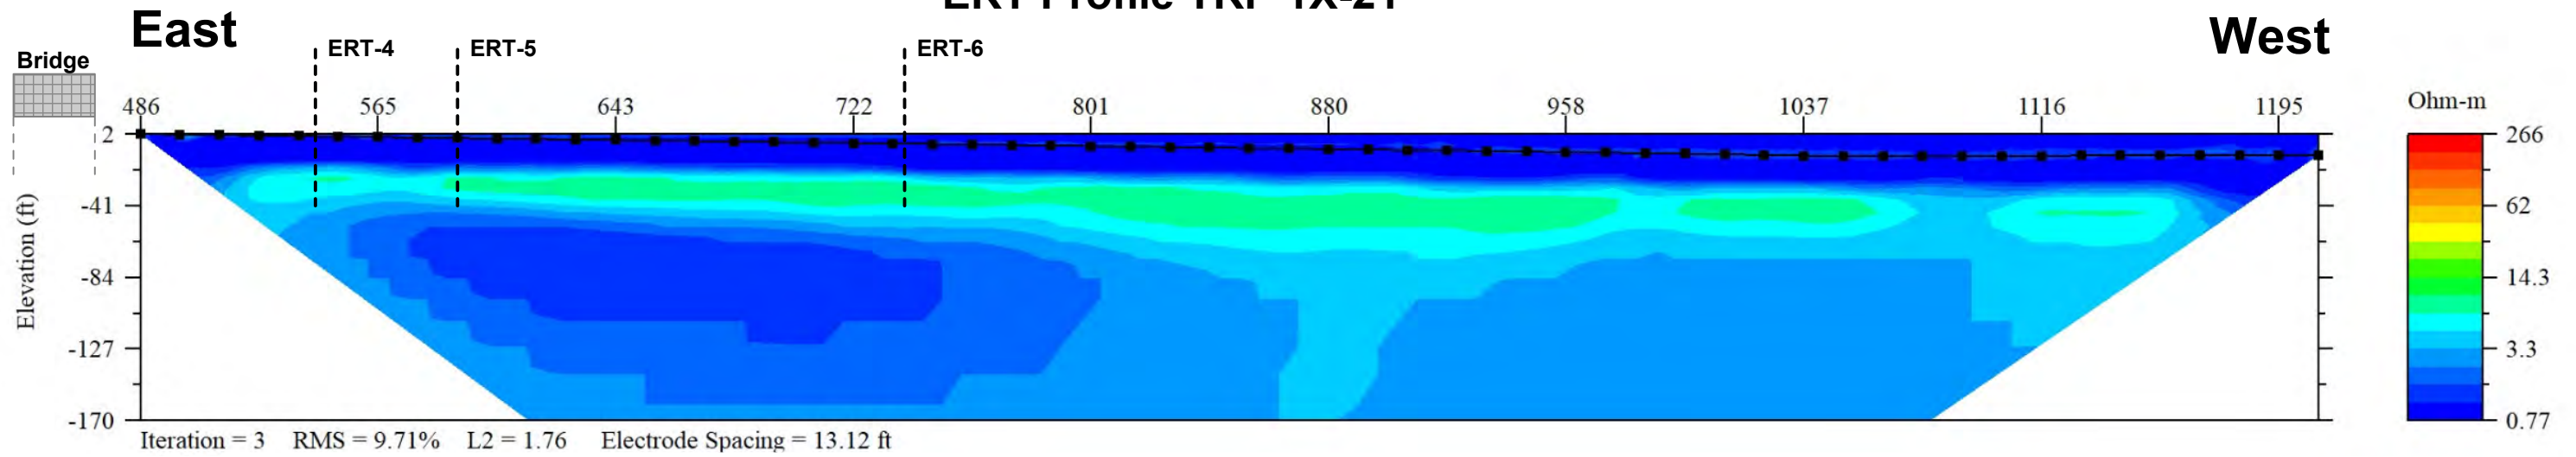 East
West
Bridge
ERT-4
ERT-5
ERT-6
486 565 643 722 801 880 958 1037 1116 1195
Ohm-m
2
-41
-84
-127
-170
Elevation (ft)
266
62
14.3
3.3
0.77
Iteration = 3 RMS = 9.71% L2 = 1.76 Electrode Spacing = 13.12 ft